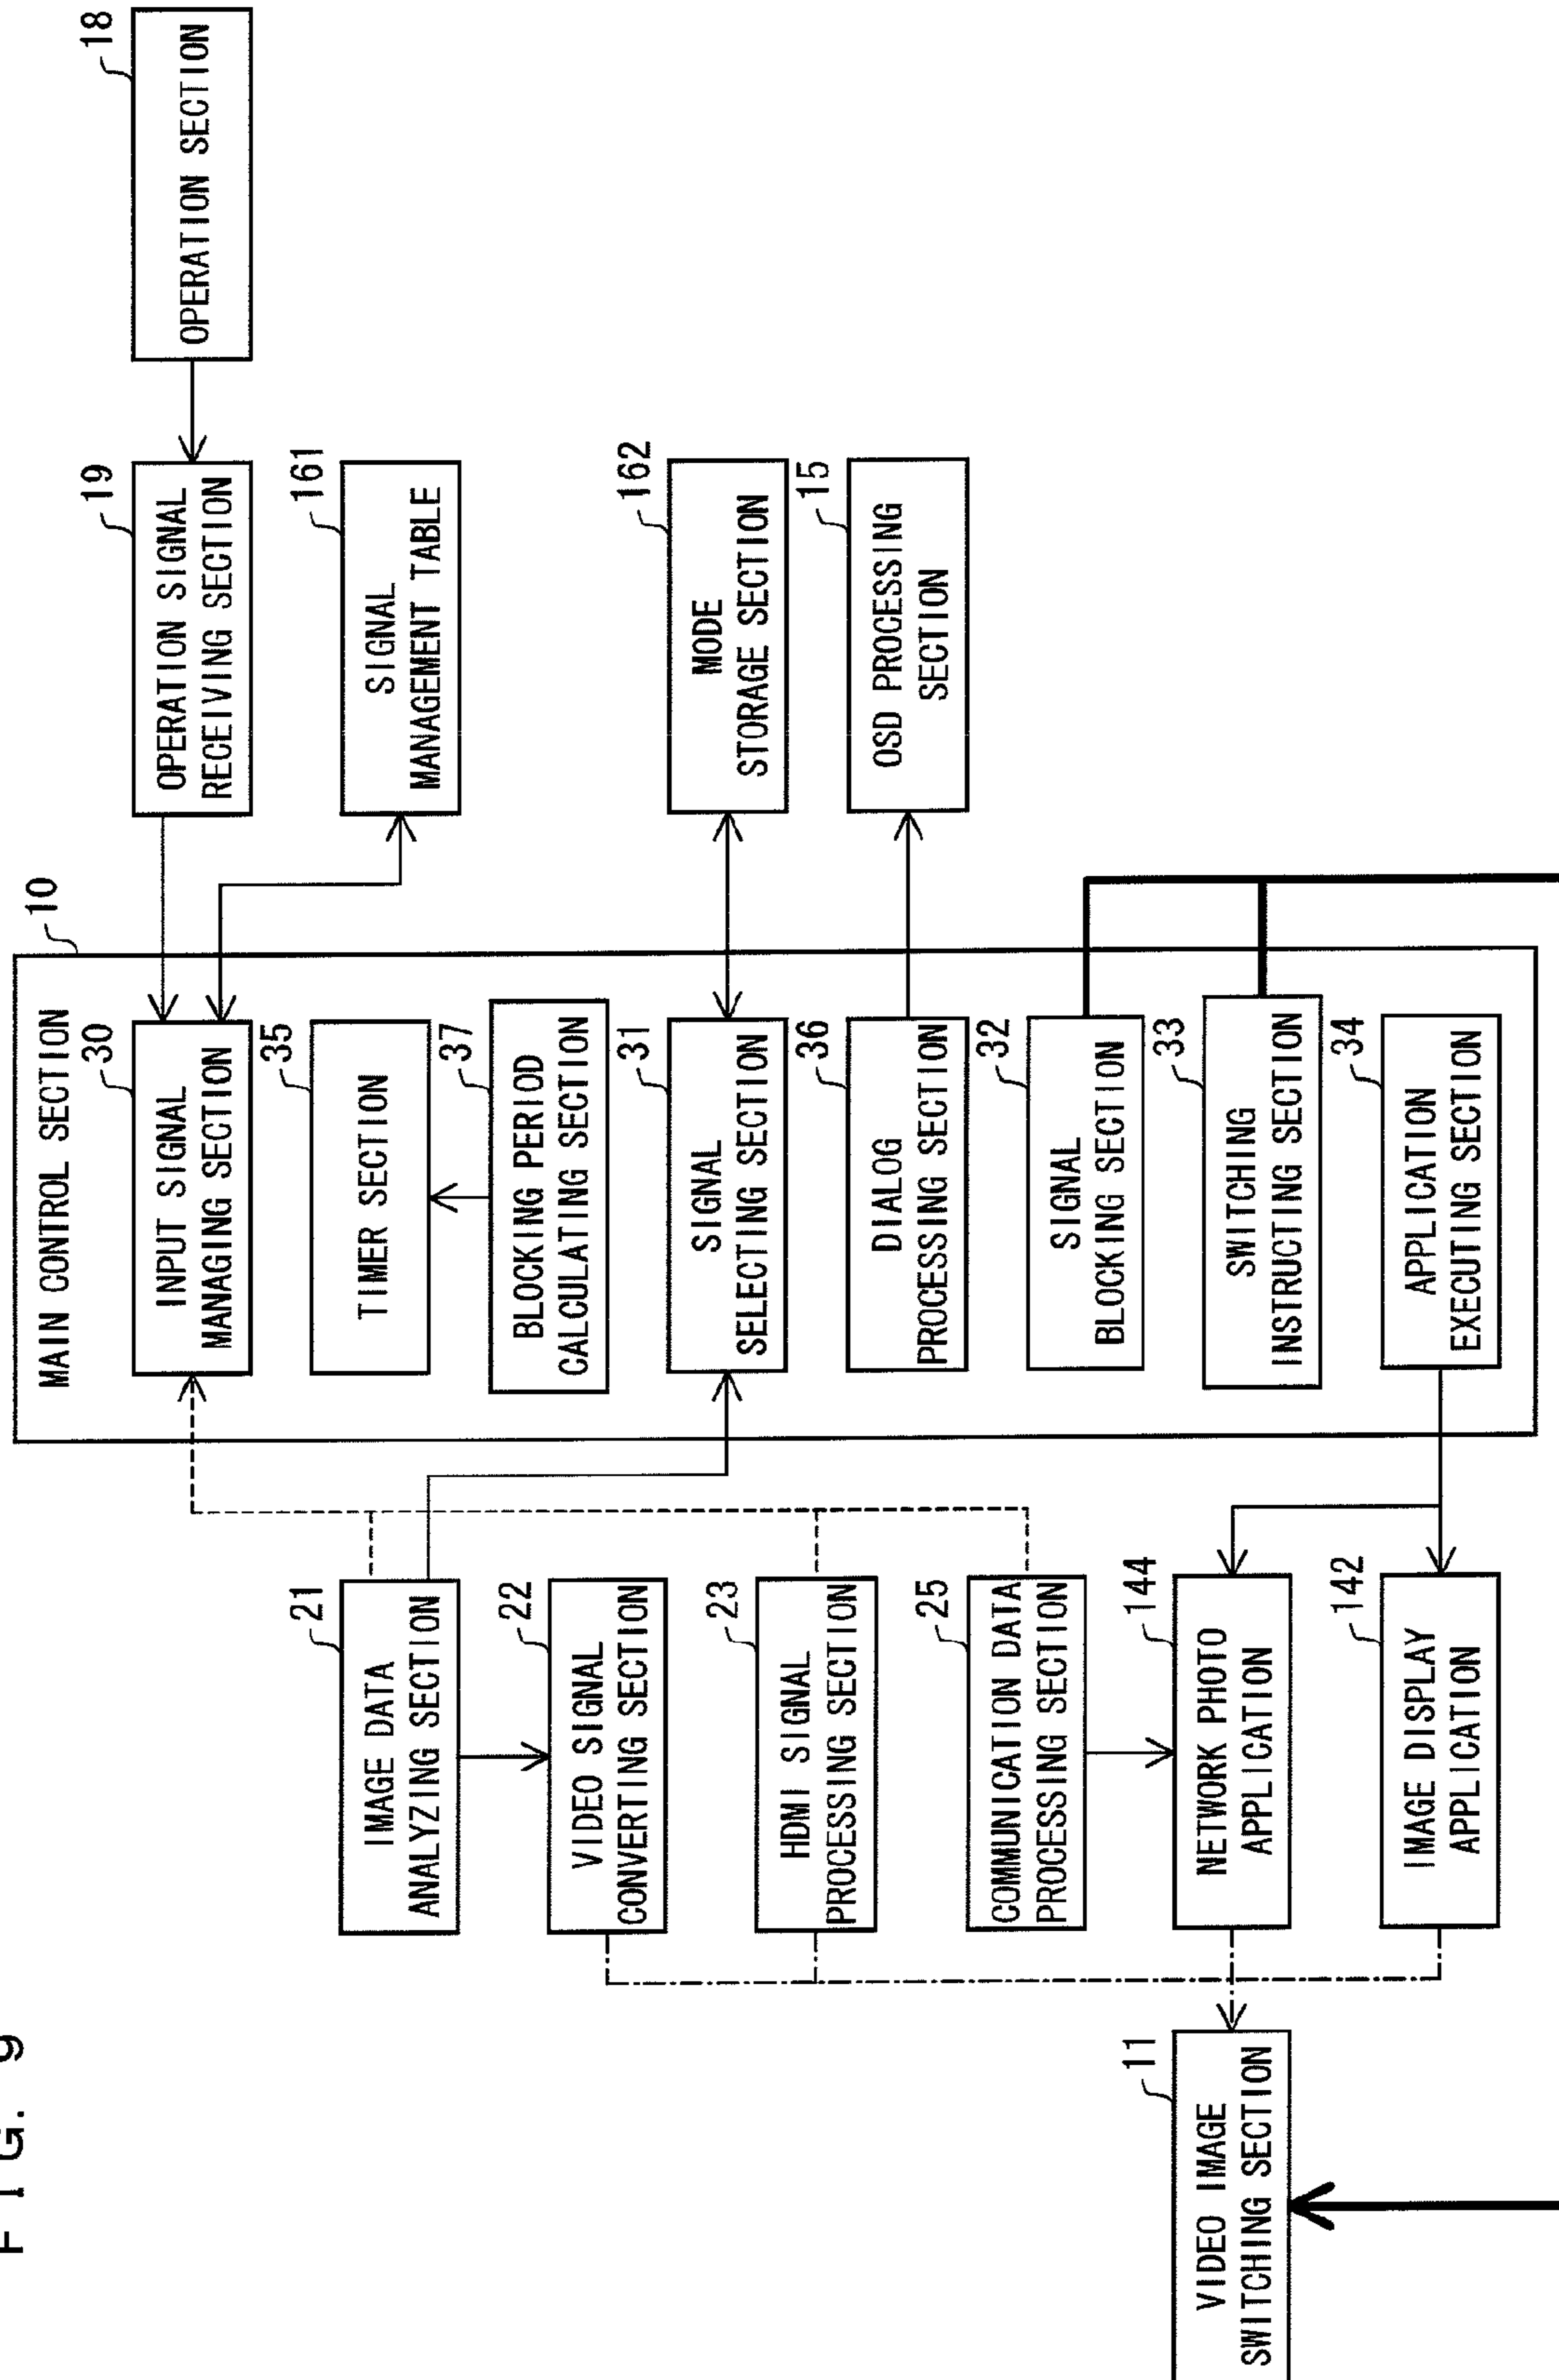 FIG. 9
MAIN CONTROL SECTION
10
30
INPUT SIGNAL
MANAGING SECTION
35
TIMER SECTION
37
BLOCKING PERIOD
CALCULATING SECTION
31
SIGNAL
SELECTING SECTION
36
DIALOG
PROCESSING SECTION
32
SIGNAL
BLOCKING SECTION
33
SWITCHING
INSTRUCTING SECTION
34
APPLICATION
EXECUTING SECTION
18
OPERATION SECTION
19
OPERATION SIGNAL
RECEIVING SECTION
161
SIGNAL
MANAGEMENT TABLE
162
MODE
STORAGE SECTION
15
OSD PROCESSING
SECTION
21
IMAGE DATA
ANALYZING SECTION
22
VIDEO SIGNAL
CONVERTING SECTION
23
HDMI SIGNAL
PROCESSING SECTION
25
COMMUNICATION DATA
PROCESSING SECTION
144
NETWORK PHOTO
APPLICATION
142
IMAGE DISPLAY
APPLICATION
11
VIDEO IMAGE
SWITCHING SECTION